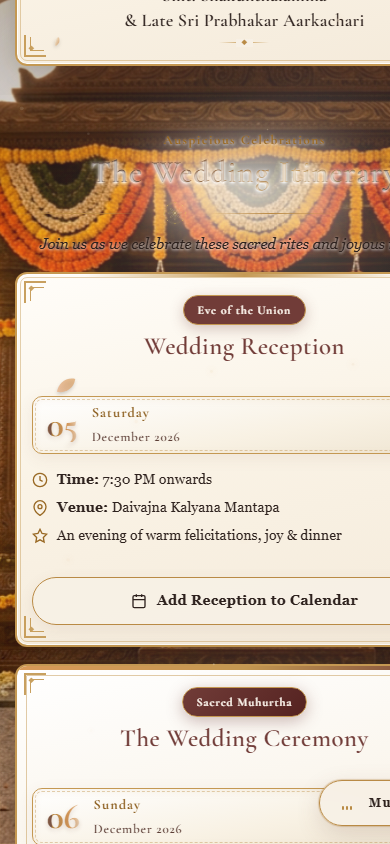 & Late Sri Prabhakar Aarkachari
Auspicious Celebrations
The Wedding Itinerary
Join us as we celebrate these sacred rites and joyous
Eve of the Union
Wedding Reception
05
Saturday
December 2026
Time: 7:30 PM onwards
Venue: Daivajna Kalyana Mantapa
An evening of warm felicitations, joy & dinner
Add Reception to Calendar
Sacred Muhurtha
The Wedding Ceremony
06
Sunday
December 2026
... Mu